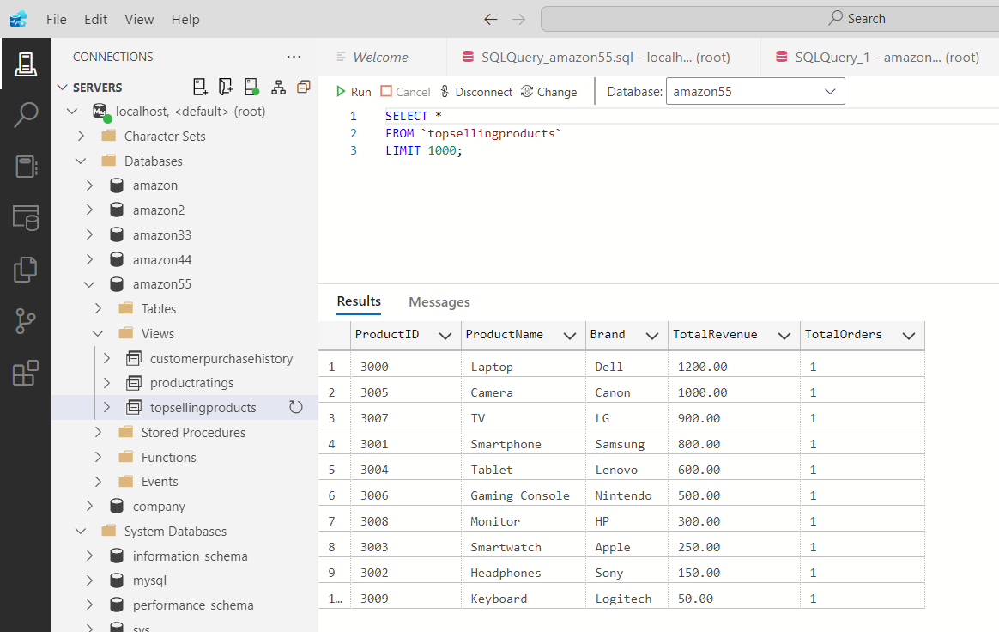 File Edit View Help
Search
CONNECTIONS ...
SERVERS
My localhost, <default> (root)
Character Sets
Databases
amazon
amazon2
amazon33
amazon44
amazon55
Tables
Views
customerpurchasehistory
productratings
topsellingproducts
Stored Procedures
Functions
Events
company
System Databases
information_schema
mysql
performance_schema
sys
Welcome SQLQuery_amazon55.sql - localh... (root) SQLQuery_1 - amazon... (root)
Run Cancel Disconnect Change Database: amazon55
1 SELECT *
2 FROM `topsellingproducts`
3 LIMIT 1000;
Results Messages
ProductID ProductName Brand TotalRevenue TotalOrders
1 3000 Laptop Dell 1200.00 1
2 3005 Camera Canon 1000.00 1
3 3007 TV LG 900.00 1
4 3001 Smartphone Samsung 800.00 1
5 3004 Tablet Lenovo 600.00 1
6 3006 Gaming Console Nintendo 500.00 1
7 3008 Monitor HP 300.00 1
8 3003 Smartwatch Apple 250.00 1
9 3002 Headphones Sony 150.00 1
1... 3009 Keyboard Logitech 50.00 1